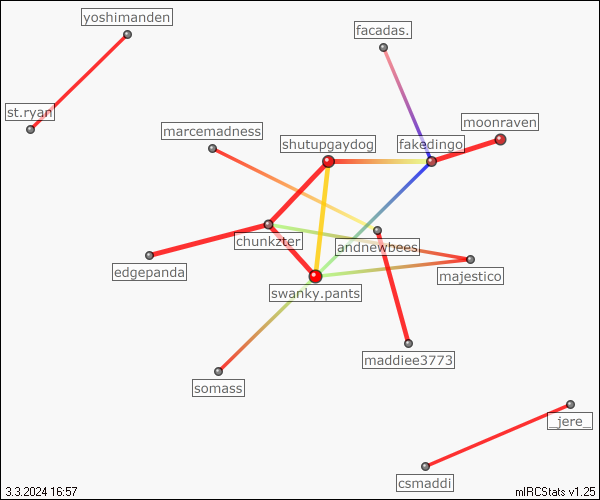 yoshimanden
facadas.
st.ryan
moonraven
marcemadness
shutupgaydog
fakedingo
chunkzter
andnewbees
edgepanda
majestico
swanky.pants
maddiee3773
somass
_jere_
csmaddi
3.3.2024 16:57
mIRCStats v1.25